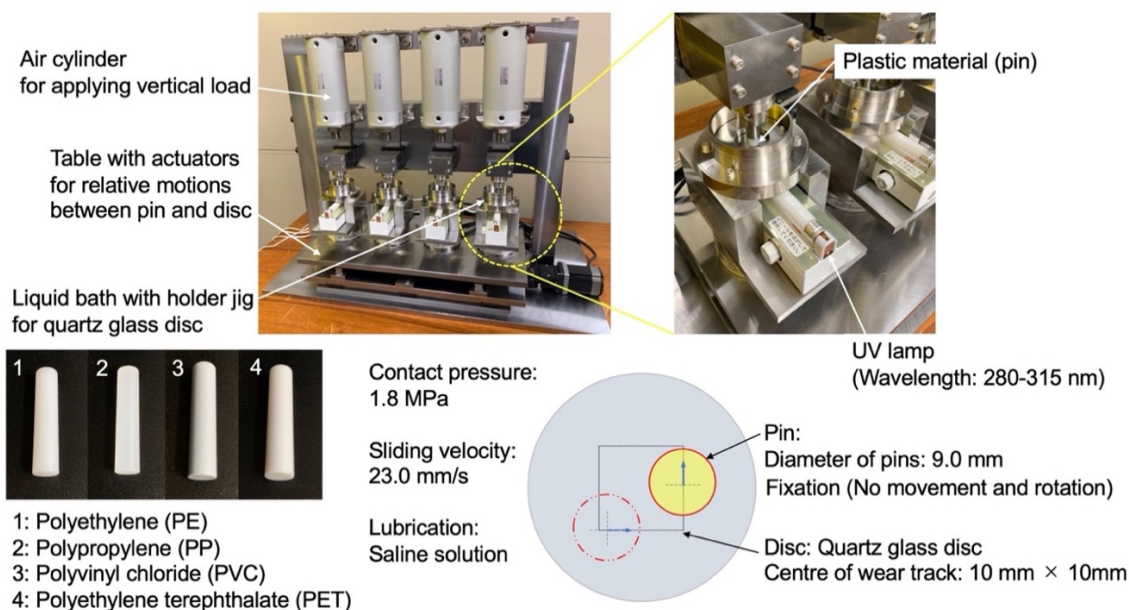 Air cylinder
for applying vertical load
Table with actuators
for relative motions
between pin and disc
Liquid bath with holder jig
for quartz glass disc
Plastic material (pin)
UV lamp
(Wavelength: 280-315 nm)
1
2
3
4
1: Polyethylene (PE)
2: Polypropylene (PP)
3: Polyvinyl chloride (PVC)
4: Polyethylene terephthalate (PET)
Contact pressure:
1.8 MPa
Sliding velocity:
23.0 mm/s
Lubrication:
Saline solution
Pin:
Diameter of pins: 9.0 mm
Fixation (No movement and rotation)
Disc: Quartz glass disc
Centre of wear track: 10 mm × 10mm